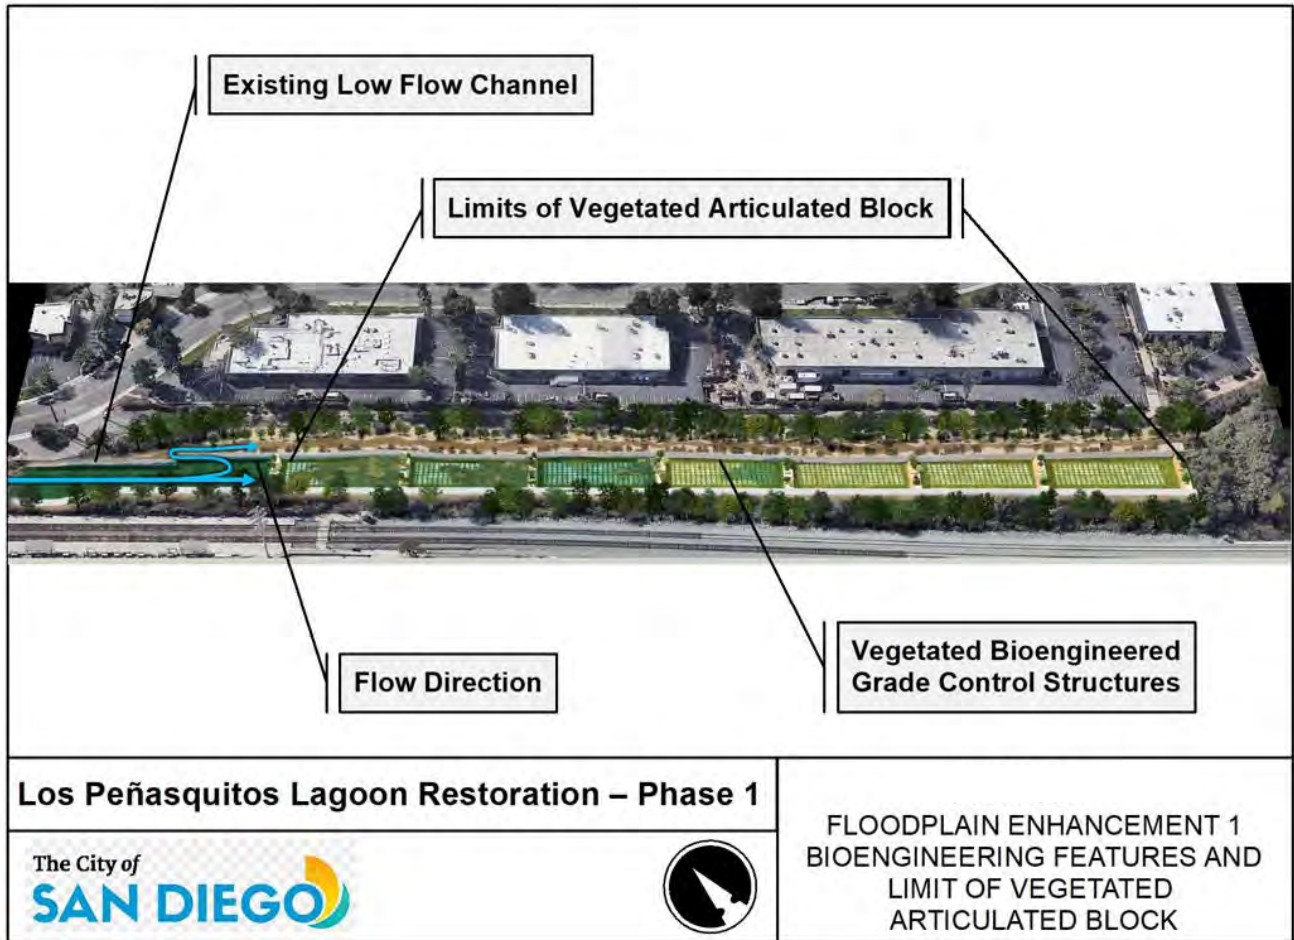 Existing Low Flow Channel
Limits of Vegetated Articulated Block
Flow Direction
Vegetated Bioengineered
Grade Control Structures
Los Peñasquitos Lagoon Restoration – Phase 1
The City of
SAN DIEGO
FLOODPLAIN ENHANCEMENT 1
BIOENGINEERING FEATURES AND
LIMIT OF VEGETATED
ARTICULATED BLOCK